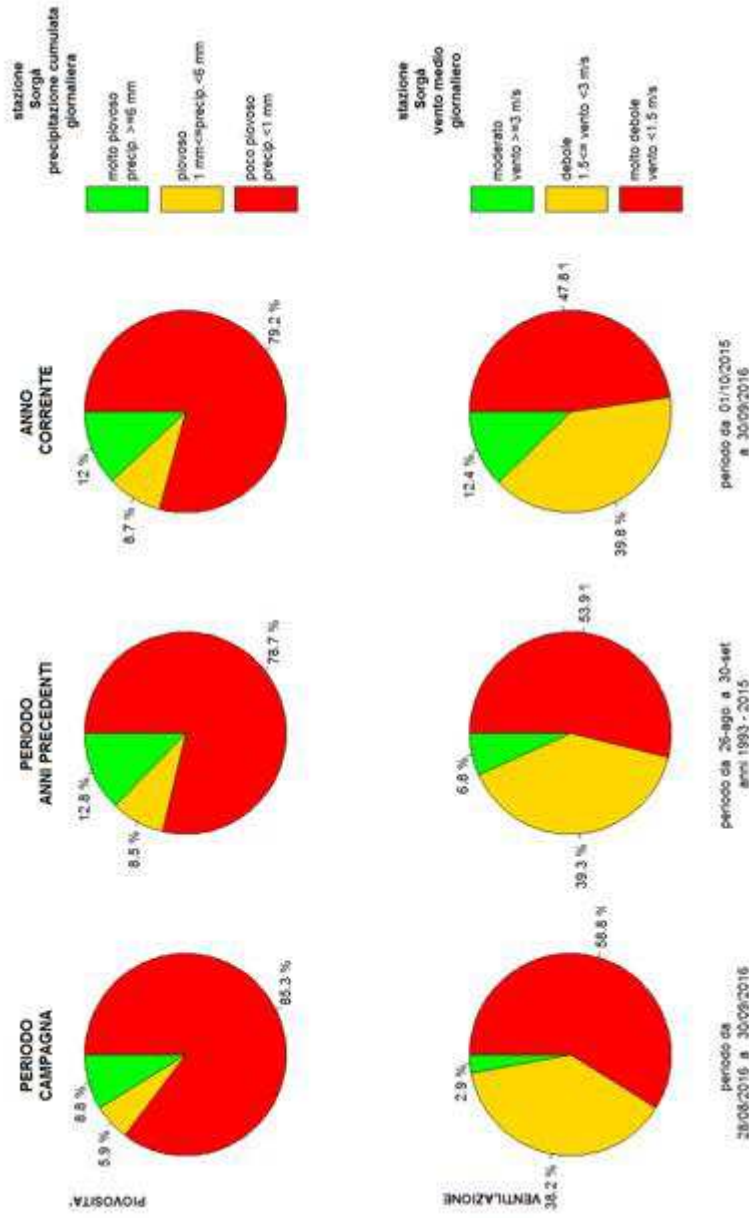 PERIODO
CAMPAGNA
PERIODO
ANNI PRECEDENTI
ANNO
CORRENTE
stazione
Sorgà
precipitazione cumulata
giornaliera
molto piovoso
precip. >=6 mm
piovoso
1 mm<=precip.<6 mm
poco piovoso
precip.<1 mm
PIOVOSITA'
8.8 %
5.9 %
85.3 %
12.8 %
8.5 %
78.7 %
12 %
8.7 %
79.2 %
stazione
Sorgà
vento medio
giornaliero
moderato
vento >=3 m/s
debole
1.5<= vento <3 m/s
molto debole
vento <1.5 m/s
VENTILAZIONE
2.9 %
38.2 %
58.8 %
6.8 %
39.3 %
53.9
12.4 %
39.8 %
47.8
periodo da
28/08/2016 a 30/09/2016
periodo da 26-ago a 30-set
anni 1993 - 2015
periodo da 01/10/2015
a 30/09/2016